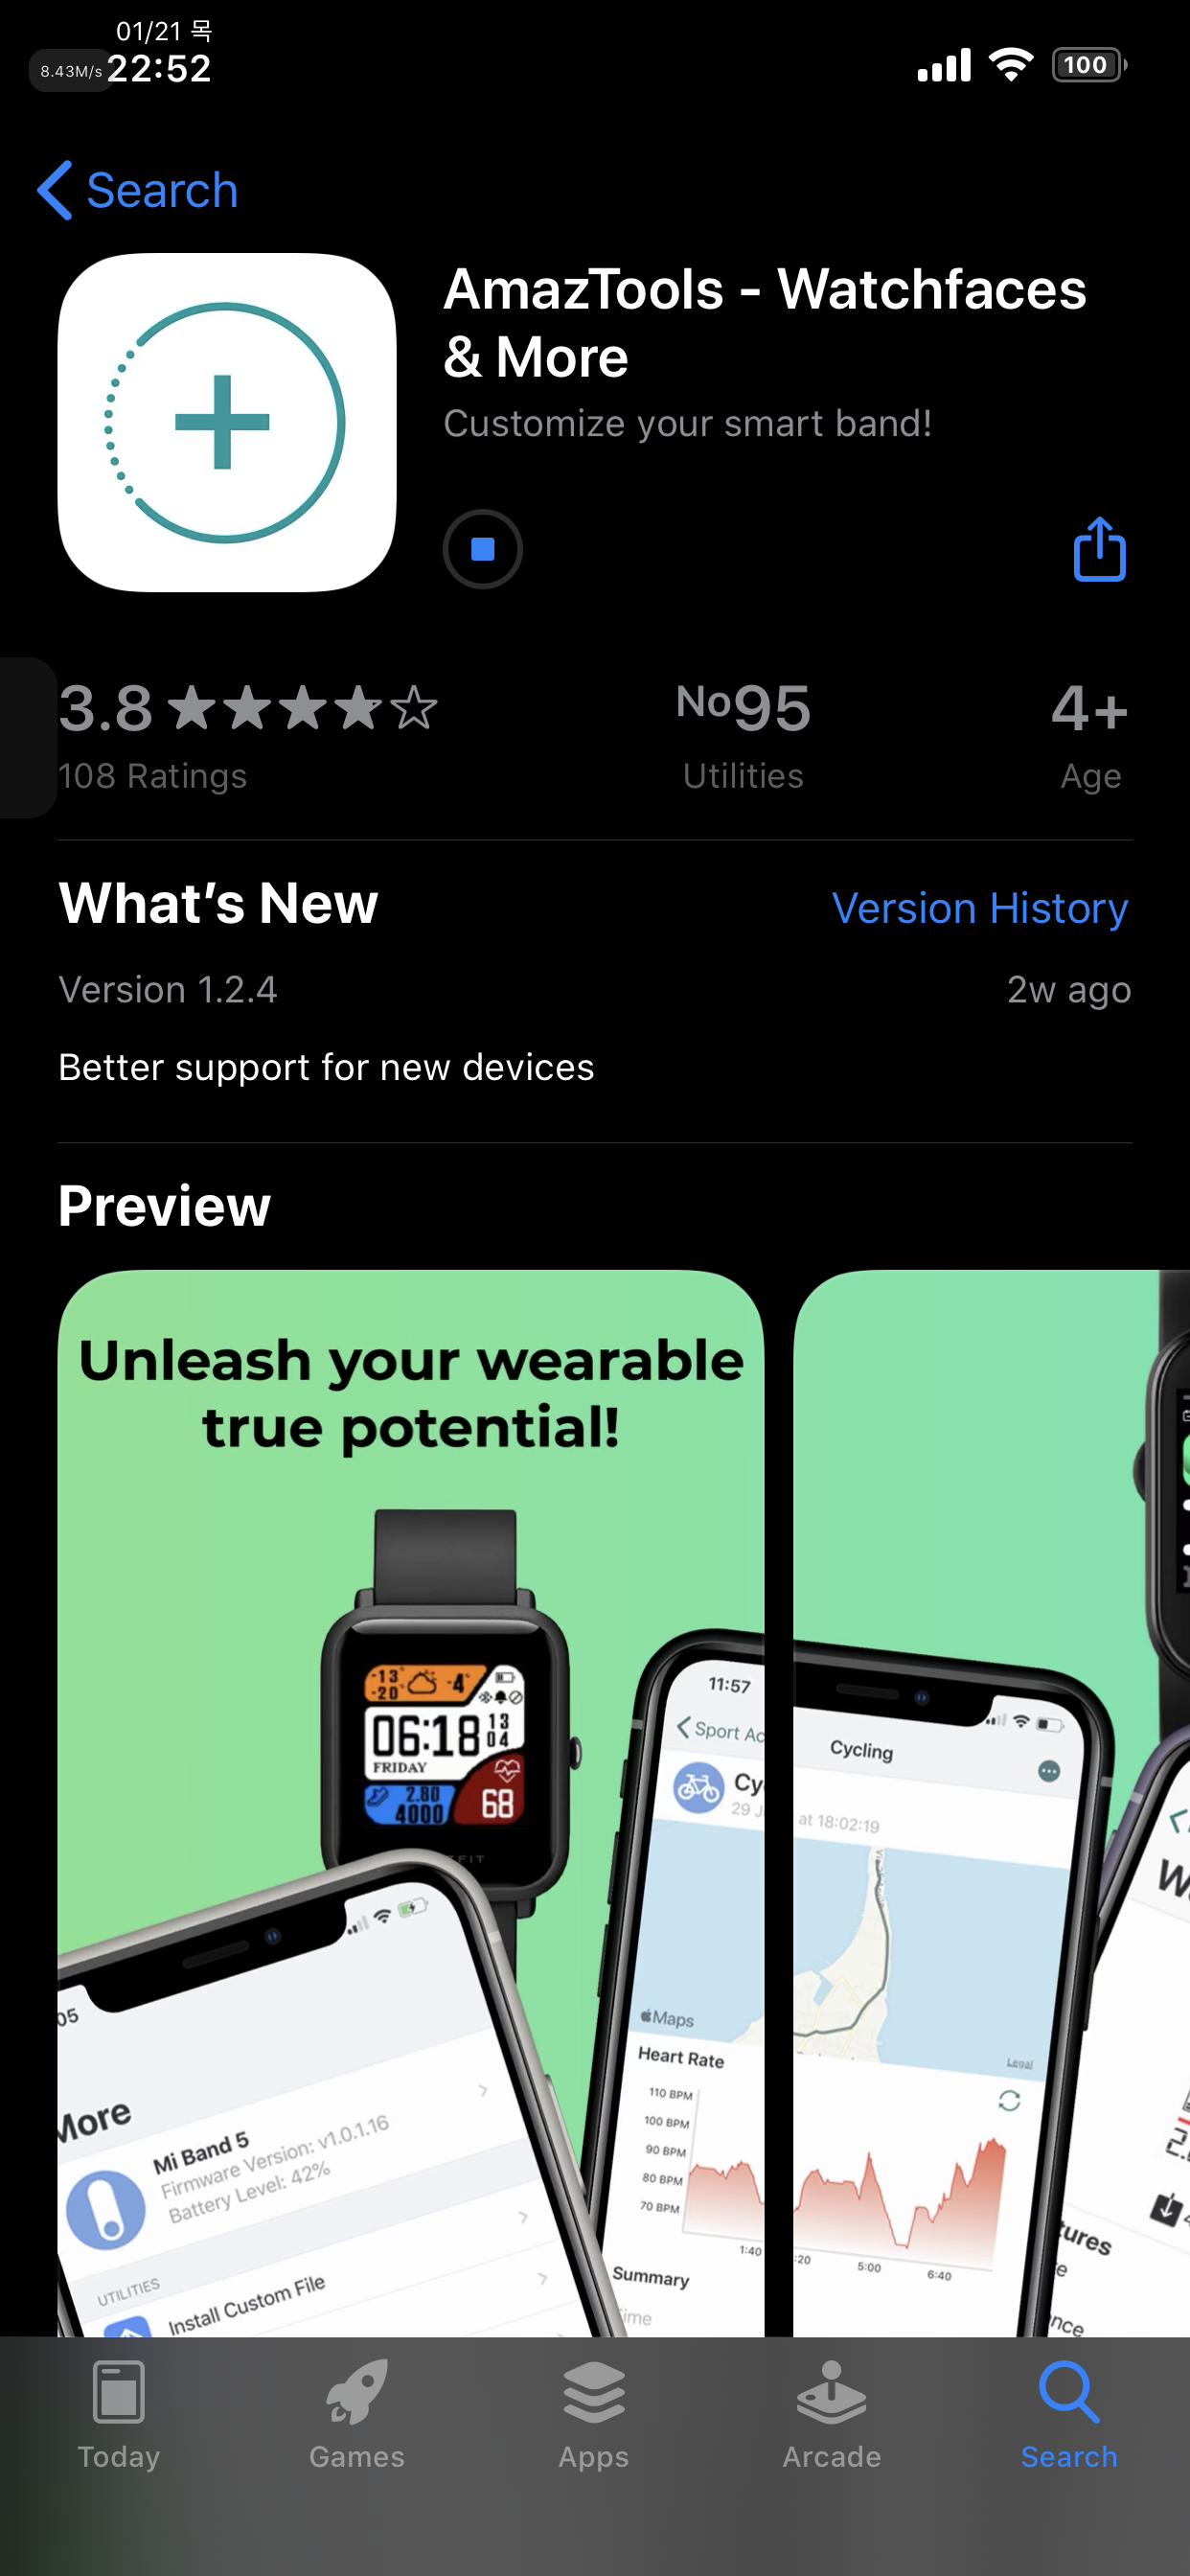 01/21 목
8.43M/s
22:52
100
Search
AmazTools - Watchfaces
& More
Customize your smart band!
3.8
No95
4+
108 Ratings
Utilities
Age
What's New
Version History
Version 1.2.4
2w ago
Better support for new devices
Preview
Unleash your wearable
true potential!
-13°
-20°
-4°
06:18
13
04
FRIDAY
2.80
4000
68
11:57
Sport Ac
Cy
29 J
Maps
Heart Rate
110 BPM
100 BPM
90 BPM
80 BPM
70 BPM
1:40
Summary
Time
05
More
Mi Band 5
Firmware Version: v1.0.1.16
Battery Level: 42%
UTILITIES
Install Custom File
Cycling
at 18:02:19
Legal
:20
5:00
6:40
W
tures
e
nce
Today
Games
Apps
Arcade
Search